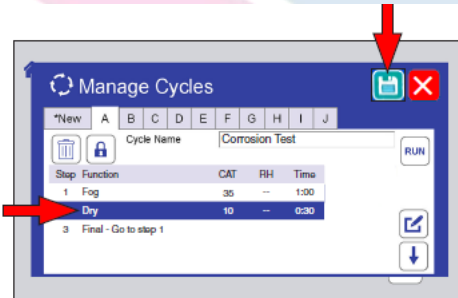 Manage Cycles
*New A B C D E F G H I J
Cycle Name Corrosion Test
RUN
Step Function CAT RH Time
1 Fog 35 -- 1:00
Dry 10 -- 0:30
3 Final - Go to step 1